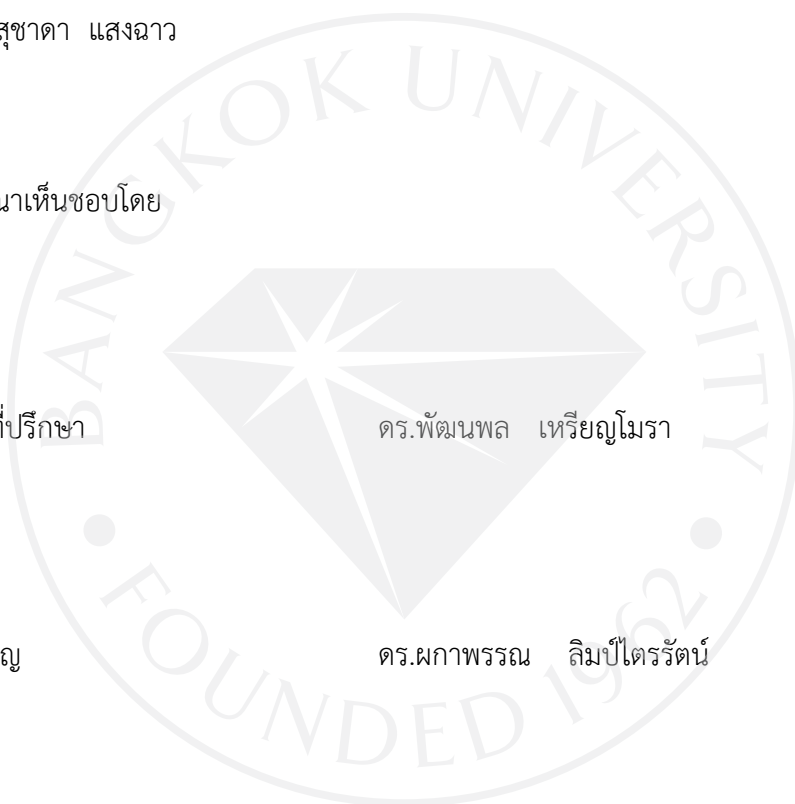 สุชาดา แสงฉาว
ณาเห็นชอบโดย
ที่ปรึกษา ดร.พัฒนพล เหรียญโมรา
ญ ดร.ผกาพรรณ ลิมป์ไตรรัตน์
BANGKOK UNIVERSITY
FOUNDED 1962